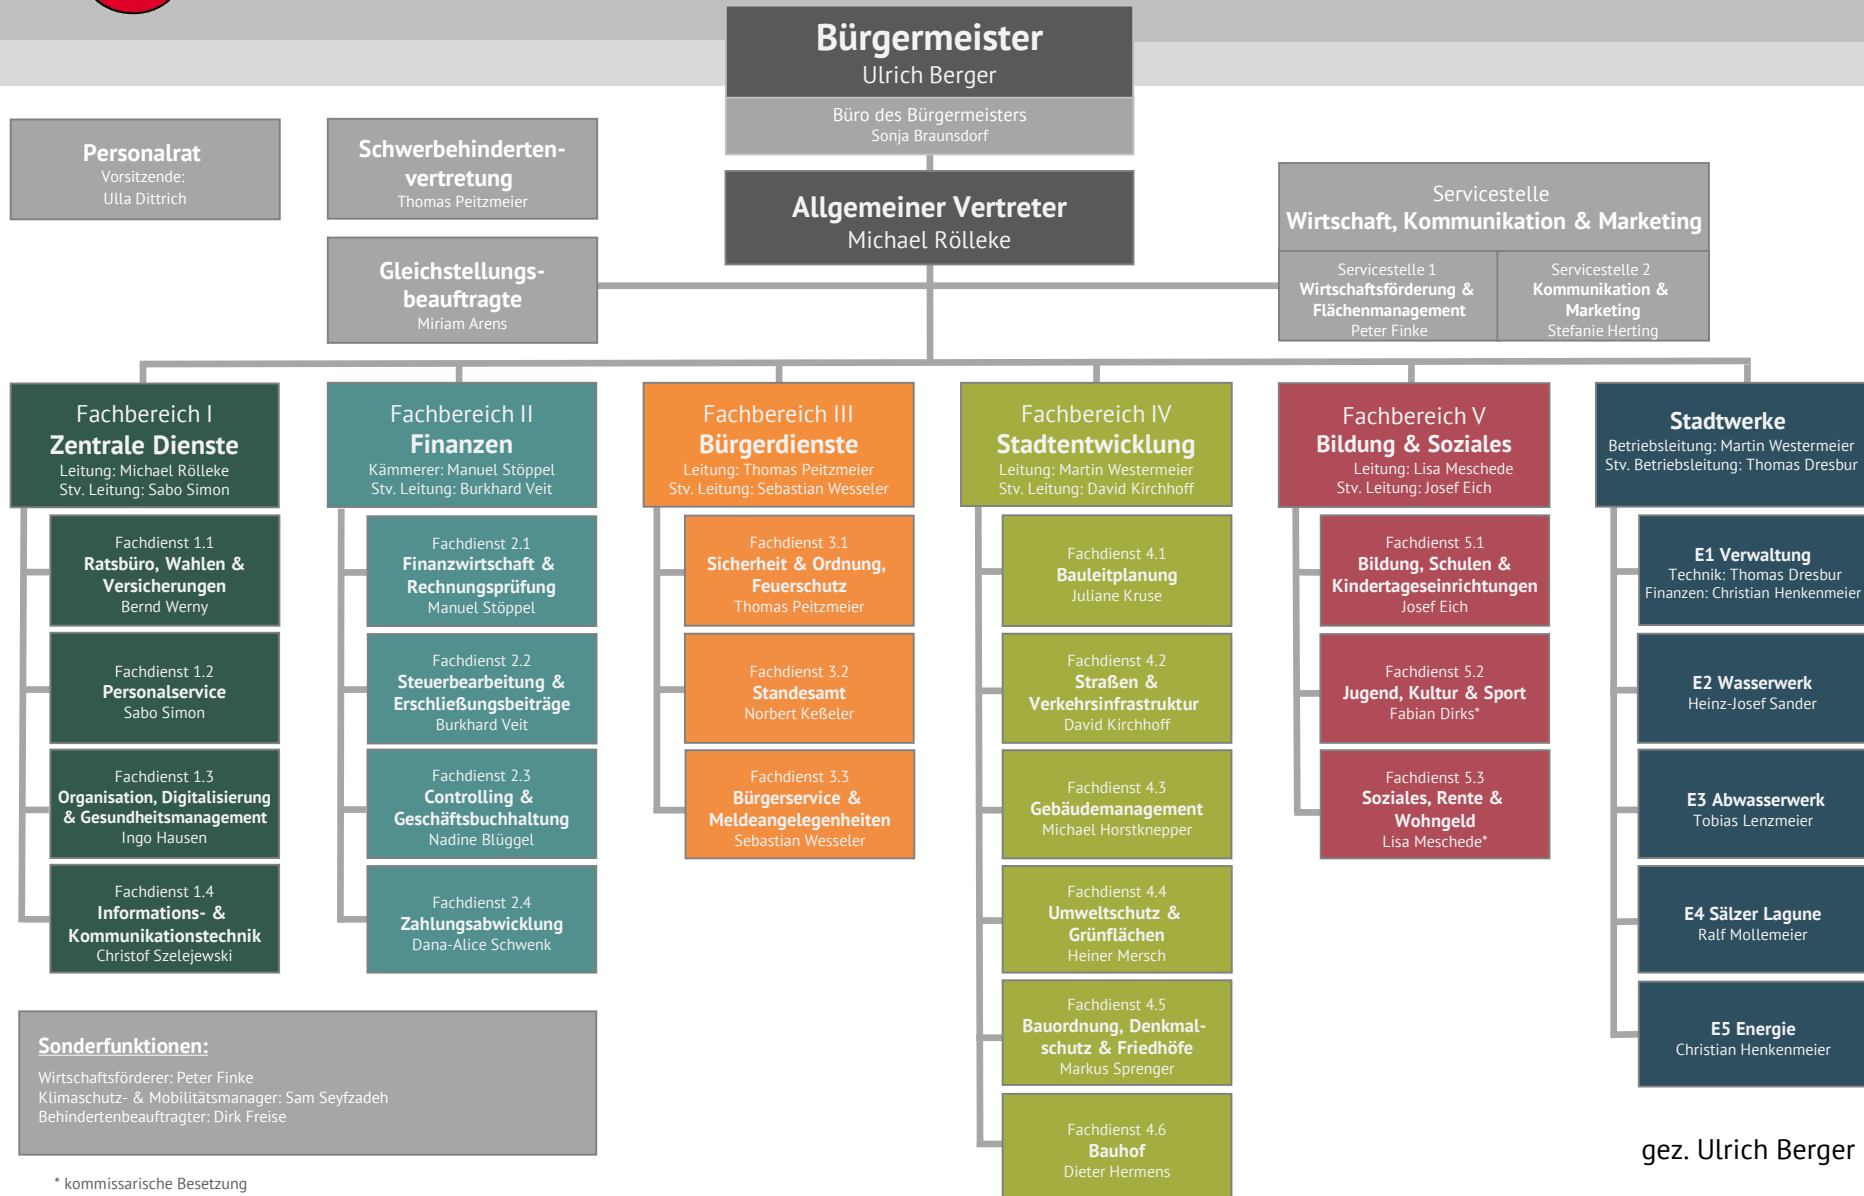 Bürgermeister
Ulrich Berger
Büro des Bürgermeisters
Sonja Braunsdorf
Personalrat
Vorsitzende:
Ulla Dittrich
Schwerbehinderten-
vertretung
Thomas Peitzmeier
Allgemeiner Vertreter
Michael Rölleke
Gleichstellungs-
beauftragte
Miriam Arens
Servicestelle
Wirtschaft, Kommunikation & Marketing
Servicestelle 1
Wirtschaftsförderung &
Flächenmanagement
Peter Finke
Servicestelle 2
Kommunikation &
Marketing
Stefanie Herting
Fachbereich I
Zentrale Dienste
Leitung: Michael Rölleke
Stv. Leitung: Sabo Simon
Fachdienst 1.1
Ratsbüro, Wahlen &
Versicherungen
Bernd Werny
Fachdienst 1.2
Personalservice
Sabo Simon
Fachdienst 1.3
Organisation, Digitalisierung
& Gesundheitsmanagement
Ingo Hausen
Fachdienst 1.4
Informations- &
Kommunikationstechnik
Christof Szelejewski
Fachbereich II
Finanzen
Kämmerer: Manuel Stöppel
Stv. Leitung: Burkhard Veit
Fachdienst 2.1
Finanzwirtschaft &
Rechnungsprüfung
Manuel Stöppel
Fachdienst 2.2
Steuerbearbeitung &
Erschließungsbeiträge
Burkhard Veit
Fachdienst 2.3
Controlling &
Geschäftsbuchhaltung
Nadine Blüggel
Fachdienst 2.4
Zahlungsabwicklung
Dana-Alice Schwenk
Fachbereich III
Bürgerdienste
Leitung: Thomas Peitzmeier
Stv. Leitung: Sebastian Wesseler
Fachdienst 3.1
Sicherheit & Ordnung,
Feuerschutz
Thomas Peitzmeier
Fachdienst 3.2
Standesamt
Norbert Keßeler
Fachdienst 3.3
Bürgerservice &
Meldeangelegenheiten
Sebastian Wesseler
Fachbereich IV
Stadtentwicklung
Leitung: Martin Westermeier
Stv. Leitung: David Kirchhoff
Fachdienst 4.1
Bauleitplanung
Juliane Kruse
Fachdienst 4.2
Straßen &
Verkehrsinfrastruktur
David Kirchhoff
Fachdienst 4.3
Gebäudemanagement
Michael Horstknepper
Fachdienst 4.4
Umweltschutz &
Grünflächen
Heiner Mersch
Fachdienst 4.5
Bauordnung, Denkmal-
schutz & Friedhöfe
Markus Sprenger
Fachdienst 4.6
Bauhof
Dieter Hermens
Fachbereich V
Bildung & Soziales
Leitung: Lisa Meschede
Stv. Leitung: Josef Eich
Fachdienst 5.1
Bildung, Schulen &
Kindertageseinrichtungen
Josef Eich
Fachdienst 5.2
Jugend, Kultur & Sport
Fabian Dirks*
Fachdienst 5.3
Soziales, Rente &
Wohngeld
Lisa Meschede*
Stadtwerke
Betriebsleitung: Martin Westermeier
Stv. Betriebsleitung: Thomas Dresbur
E1 Verwaltung
Technik: Thomas Dresbur
Finanzen: Christian Henkenmeier
E2 Wasserwerk
Heinz-Josef Sander
E3 Abwasserwerk
Tobias Lenzmeier
E4 Sälzer Lagune
Ralf Mollemeier
E5 Energie
Christian Henkenmeier
Sonderfunktionen:
Wirtschaftsförderer: Peter Finke
Klimaschutz- & Mobilitätsmanager: Sam Seyfzadeh
Behindertenbeauftragter: Dirk Freise
* kommissarische Besetzung
gez. Ulrich Berger